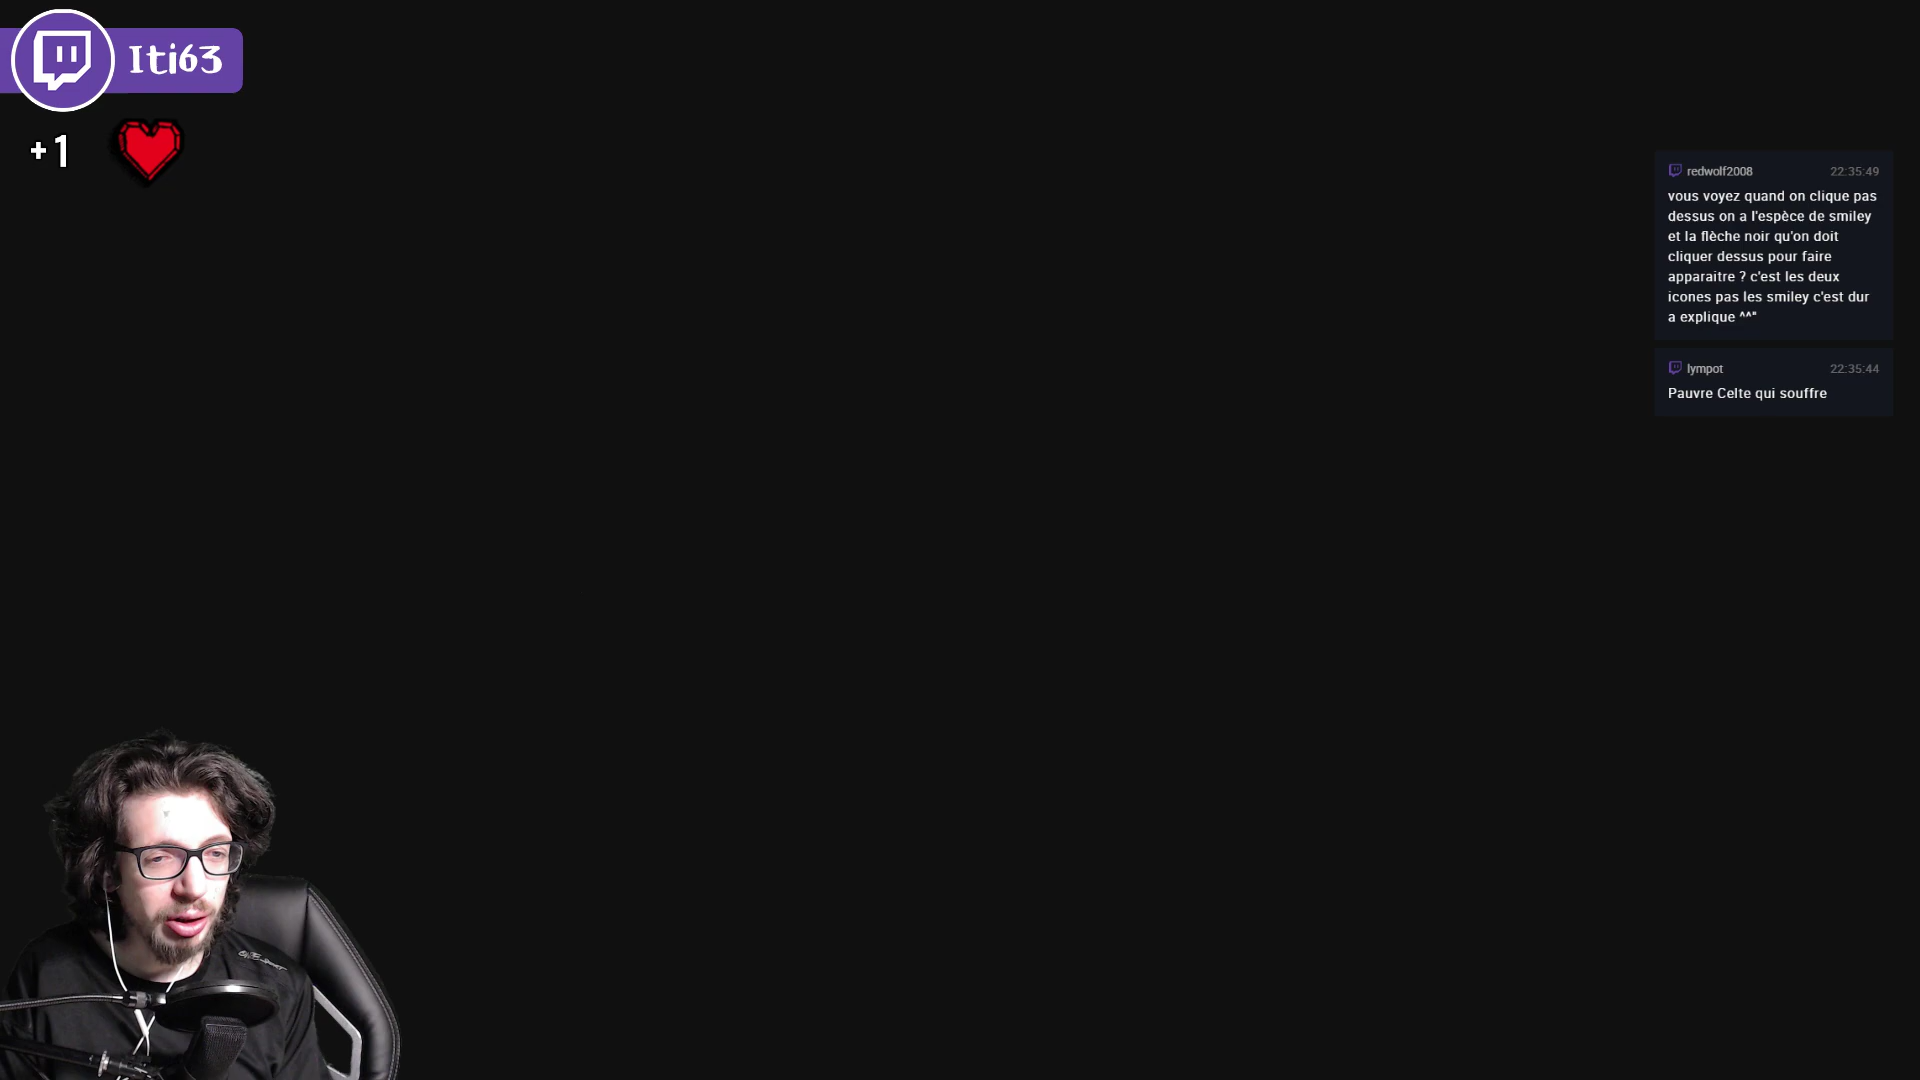 Iti63
+1
redwolf2008 22:35:49
vous voyez quand on clique pas
dessus on a l'espèce de smiley
et la flèche noir qu'on doit
cliquer dessus pour faire
apparaitre ? c'est les deux
icones pas les smiley c'est dur
a explique ^^"
lympot 22:35:44
Pauvre Celte qui souffre